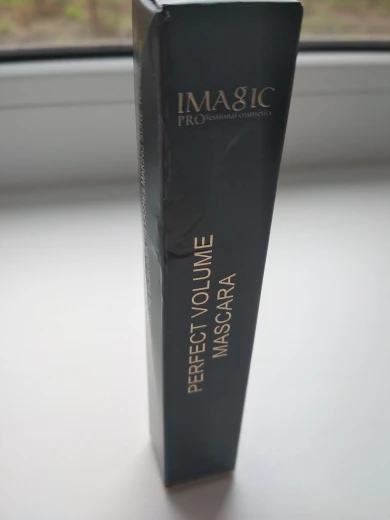 IMAGIC
PROfessional cosmetics
PERFECT VOLUME
MASCARA